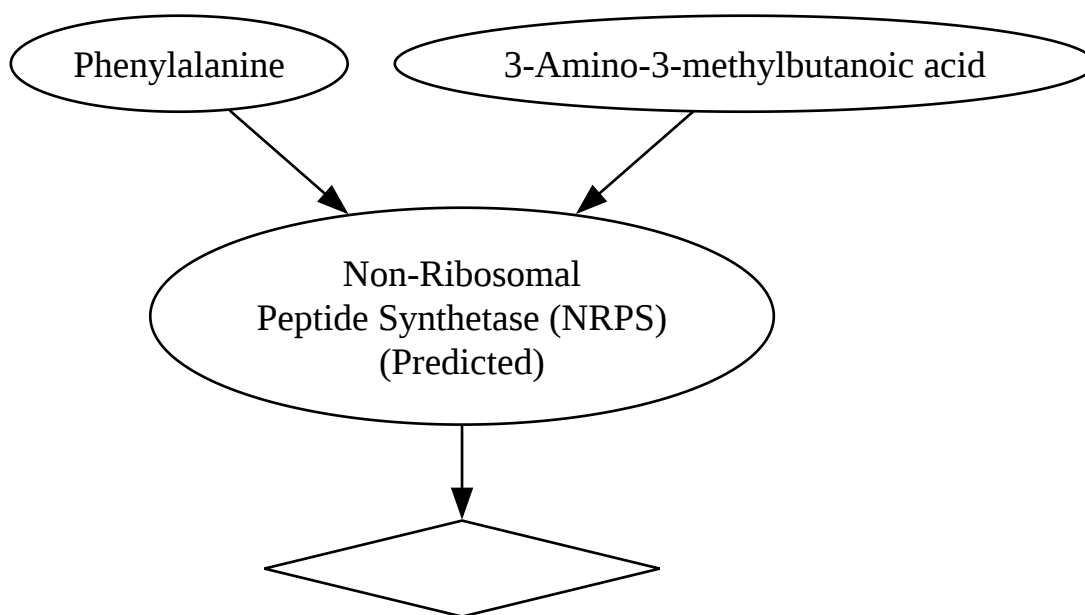 Phenylalanine
3-Amino-3-methylbutanoic acid
Non-Ribosomal
Peptide Synthetase (NRPS)
(Predicted)